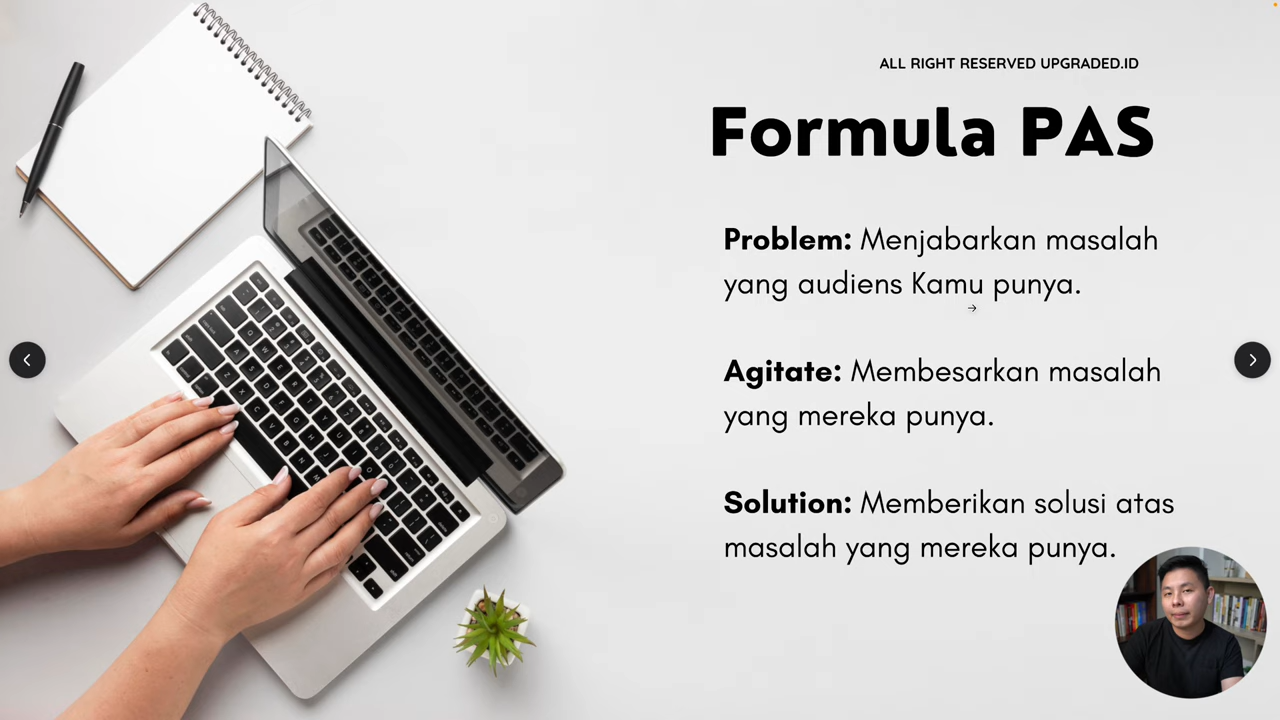 ALL RIGHT RESERVED UPGRADED.ID
Formula PAS
Problem: Menjabarkan masalah
yang audiens Kamu punya.
Agitate: Membesarkan masalah
yang mereka punya.
Solution: Memberikan solusi atas
masalah yang mereka punya.